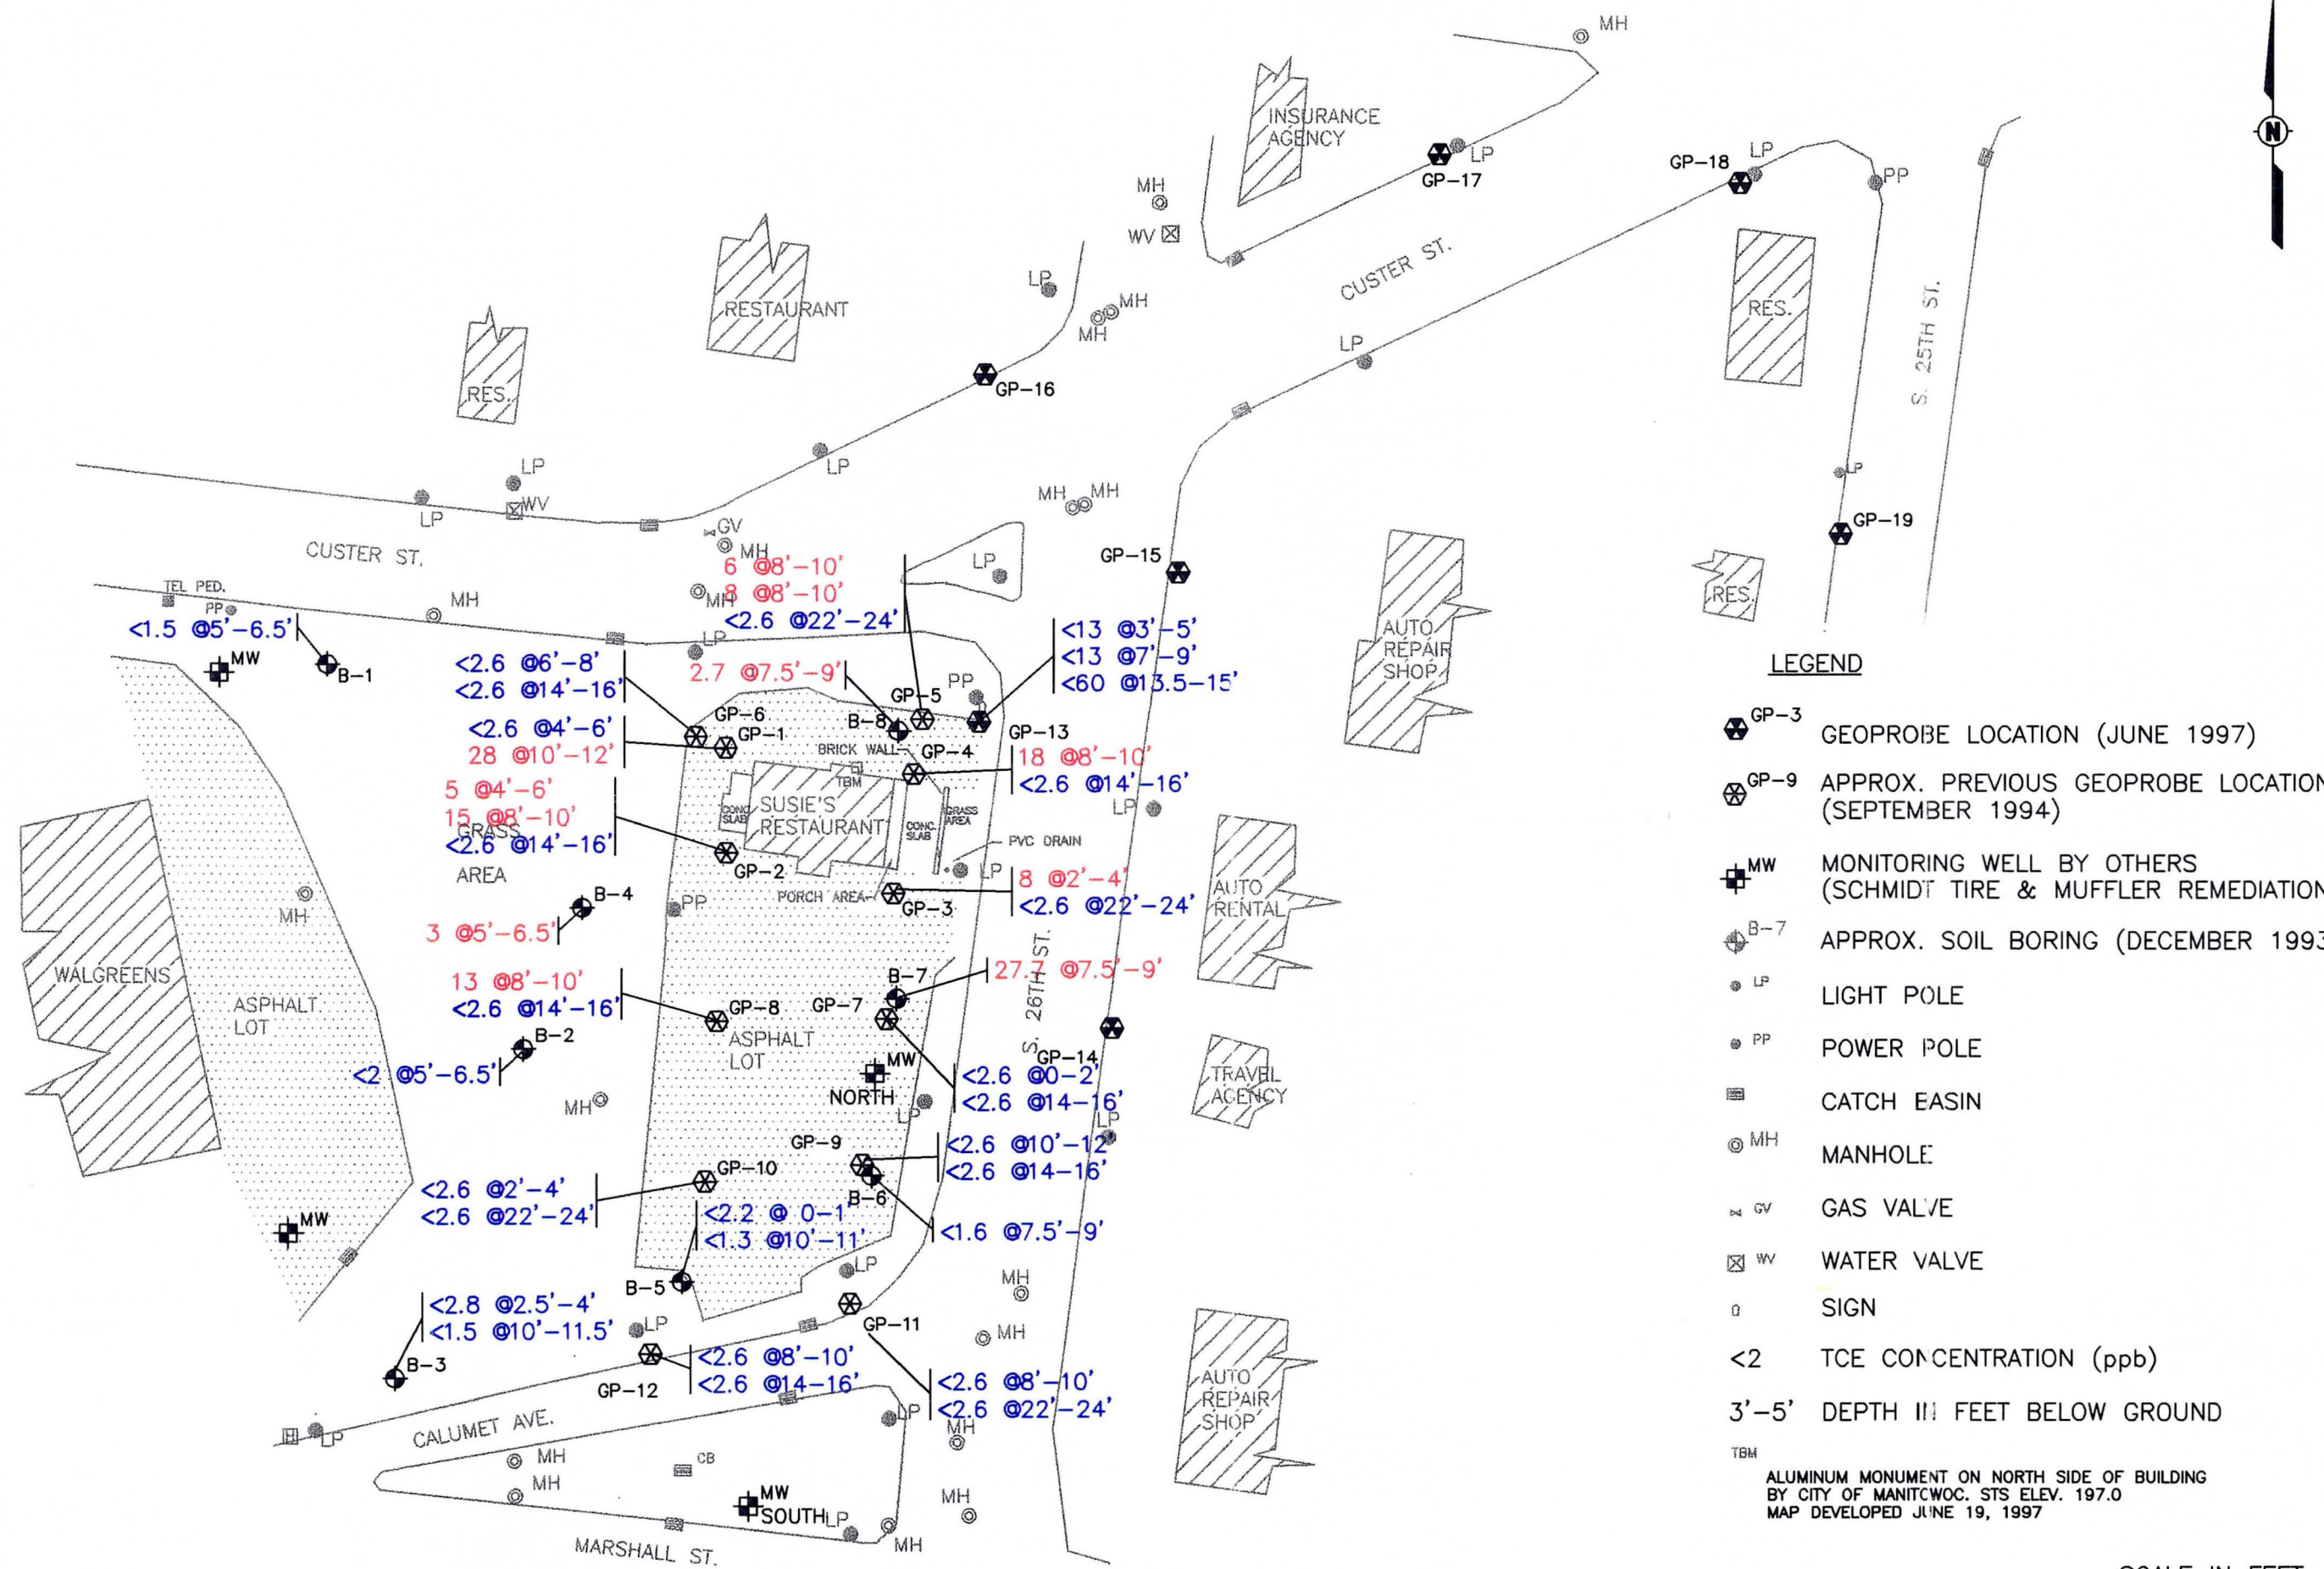 MH
N
INSURANCE
AGENCY
LP
GP-17
GP-18
LP
PP
MH
WV
CUSTER ST.
RESTAURANT
LP
MH
MH
RES.
S. 25TH ST.
LP
RES.
GP-16
LP
LP
WV
LP
MH
MH
GP-19
GV
MH
CUSTER ST.
6 @8'-10'
8 @8'-10'
<2.6 @22'-24'
MH
LP
GP-15
RES.
TEL PED.
PP
MH
<1.5 @5'-6.5'
MW
B-1
LP
<2.6 @6'-8'
<2.6 @14'-16'
2.7 @7.5'-9'
PP
<13 @3'-5'
<13 @7'-9'
<60 @13.5-15'
AUTO
REPAIR
SHOP
GP-5
GP-6
B-8
GP-13
<2.6 @4'-6'
28 @10'-12'
GP-1
BRICK WALL
GP-4
18 @8'-10'
<2.6 @14'-16'
TBM
5 @4'-6'
15 @8'-10'
<2.6 @14'-16'
GRASS
AREA
CONC
SLAB
SUSIE'S
RESTAURANT
CONC.
SLAB
GRASS
AREA
LP
PVC DRAIN
GP-2
LP
8 @2'-4'
<2.6 @22'-24'
PORCH AREA
GP-3
AUTO
RENTAL
MH
B-4
PP
3 @5'-6.5'
S. 26TH ST.
WALGREENS
ASPHALT
LOT
13 @8'-10'
<2.6 @14'-16'
B-7
27.7 @7.5'-9'
GP-8
GP-7
ASPHALT
LOT
B-2
<2 @5'-6.5'
MW
NORTH
GP-14
<2.6 @0-2'
<2.6 @14-16'
TRAVEL
AGENCY
MH
LP
LP
GP-9
<2.6 @10'-12'
<2.6 @14-16'
GP-10
B-6
<2.6 @2'-4'
<2.6 @22'-24'
<2.2 @ 0-1'
<1.3 @10'-11'
<1.6 @7.5'-9'
MW
B-5
LP
MH
<2.8 @2.5'-4'
<1.5 @10'-11.5'
LP
GP-11
MH
B-3
<2.6 @8'-10'
<2.6 @14-16'
GP-12
<2.6 @8'-10'
<2.6 @22'-24'
AUTO
REPAIR
SHOP
CALUMET AVE.
LP
LP
MH
MH
MH
CB
MW
SOUTH
LP
MH
MH
MARSHALL ST.
LEGEND
GP-3
GEOPROBE LOCATION (JUNE 1997)
GP-9
APPROX. PREVIOUS GEOPROBE LOCATION
(SEPTEMBER 1994)
MW
MONITORING WELL BY OTHERS
(SCHMIDT TIRE & MUFFLER REMEDIATION
B-7
APPROX. SOIL BORING (DECEMBER 1993
LP
LIGHT POLE
PP
POWER POLE
CATCH BASIN
MH
MANHOLE
GV
GAS VALVE
WV
WATER VALVE
SIGN
<2
TCE CONCENTRATION (ppb)
3'-5'
DEPTH IN FEET BELOW GROUND
TBM
ALUMINUM MONUMENT ON NORTH SIDE OF BUILDING
BY CITY OF MANITOWOC. STS ELEV. 197.0
MAP DEVELOPED JUNE 19, 1997
SCALE IN FEET